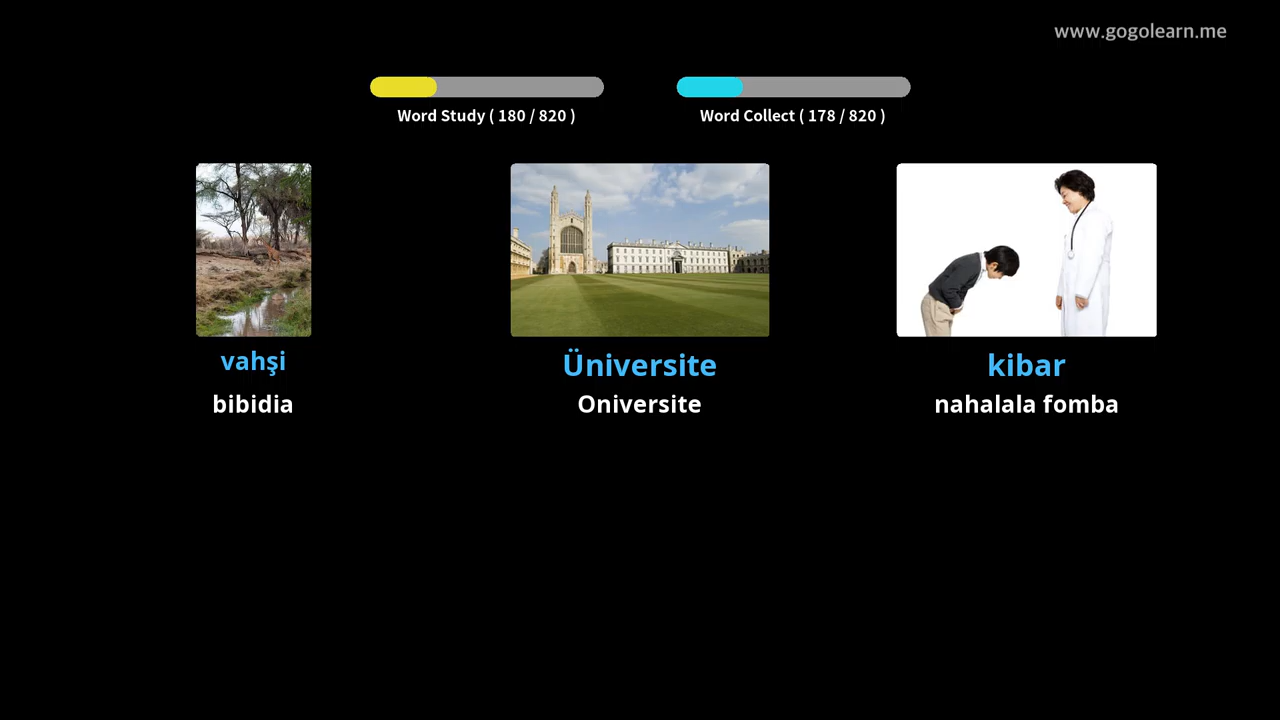 www.gogolearn.me
Word Study ( 180 / 820 )
Word Collect ( 178 / 820 )
vahşi
Üniversite
kibar
bibidia
Oniversite
nahalala fomba